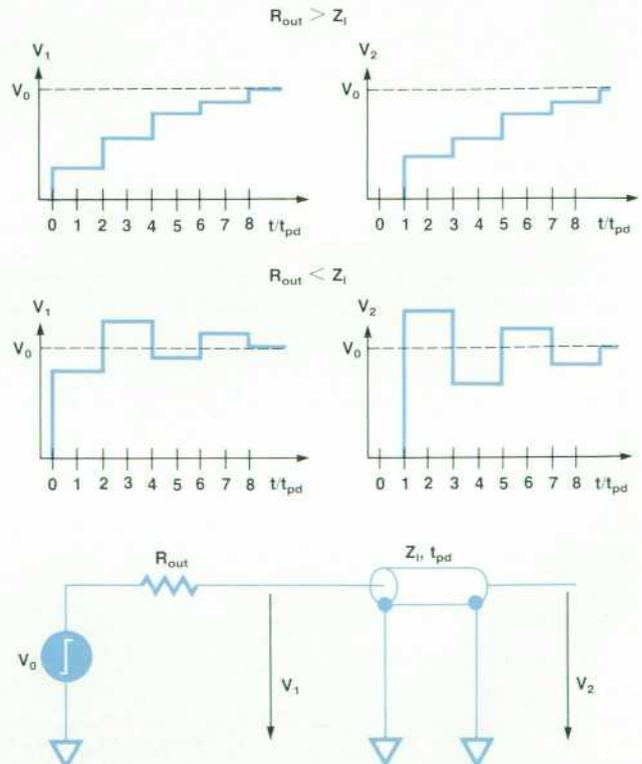 R_out > Z_l
V_1 V_2
V_0 V_0
0 1 2 3 4 5 6 7 8 t/t_pd 0 1 2 3 4 5 6 7 8 t/t_pd
R_out < Z_l
V_1 V_2
V_0 V_0
0 1 2 3 4 5 6 7 8 t/t_pd 0 1 2 3 4 5 6 7 8 t/t_pd
R_out Z_l, t_pd
V_0
V_1 V_2